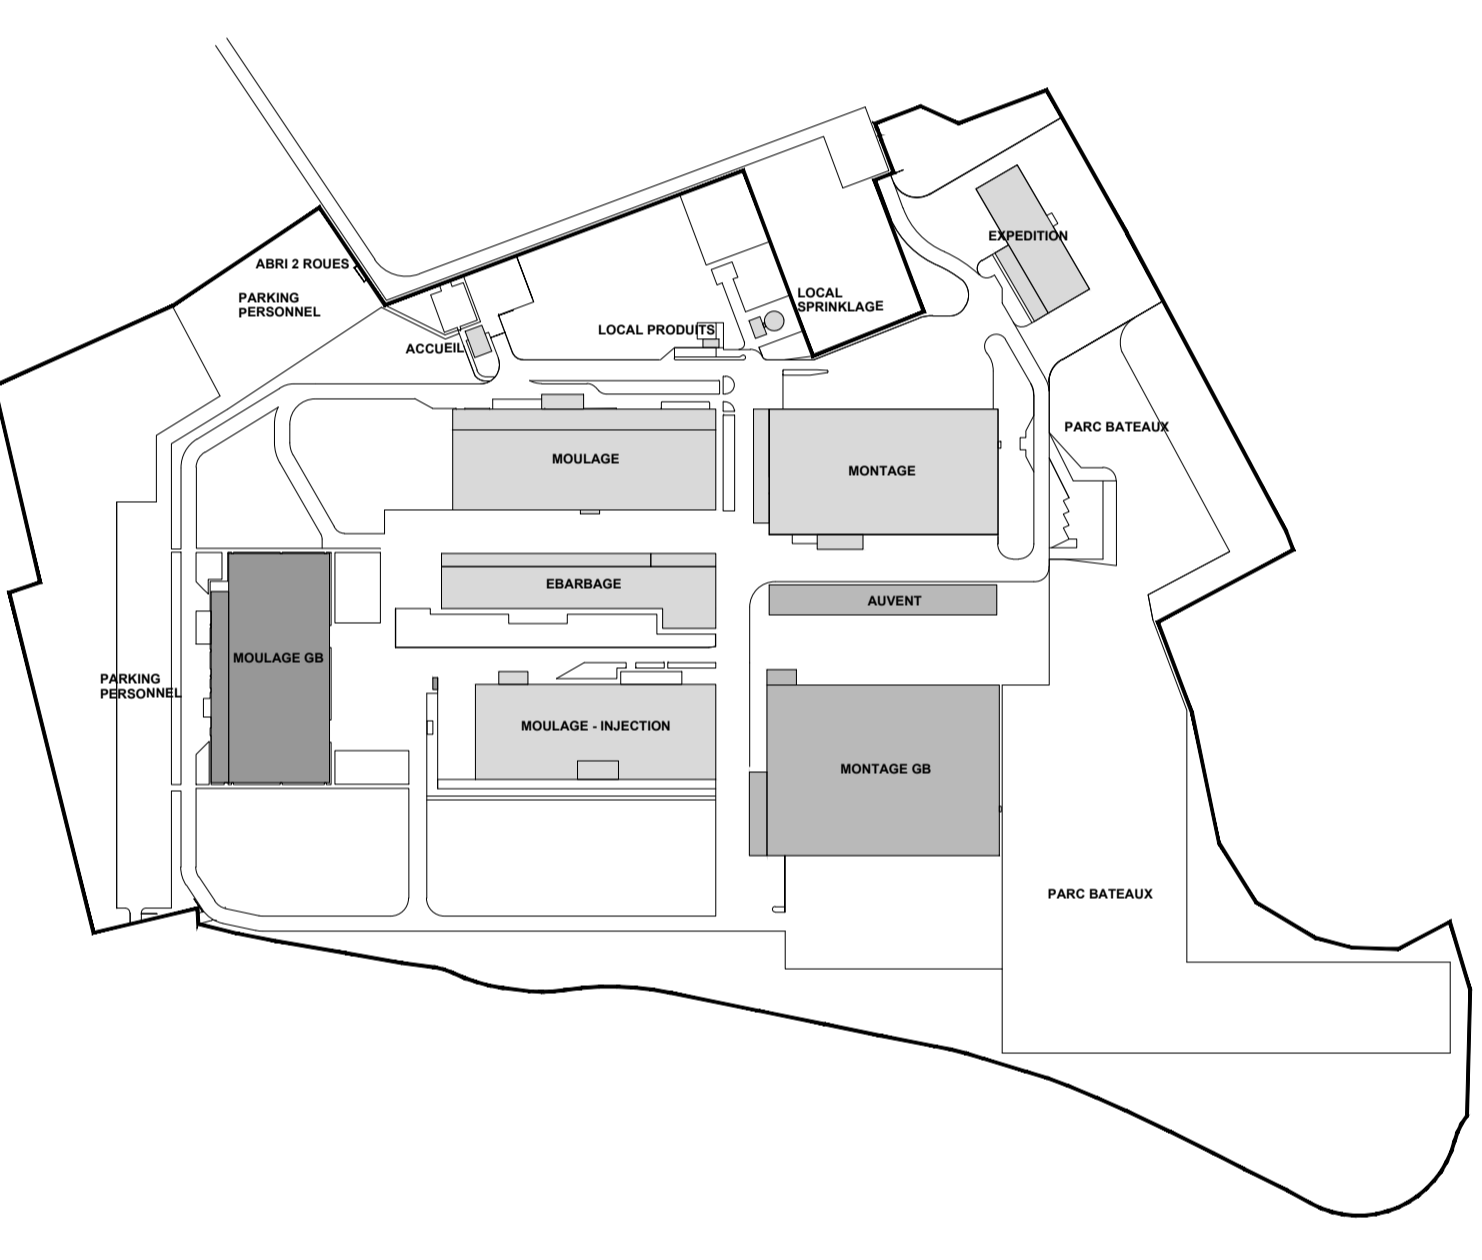 EXPEDITION
ABRI 2 ROUES
PARKING
PERSONNEL
LOCAL
SPRINKLAGE
LOCAL PRODUITS
ACCUEIL
PARC BATEAUX
MOULAGE
MONTAGE
EBARBAGE
AUVENT
MOULAGE GB
PARKING
PERSONNEL
MOULAGE - INJECTION
MONTAGE GB
PARC BATEAUX